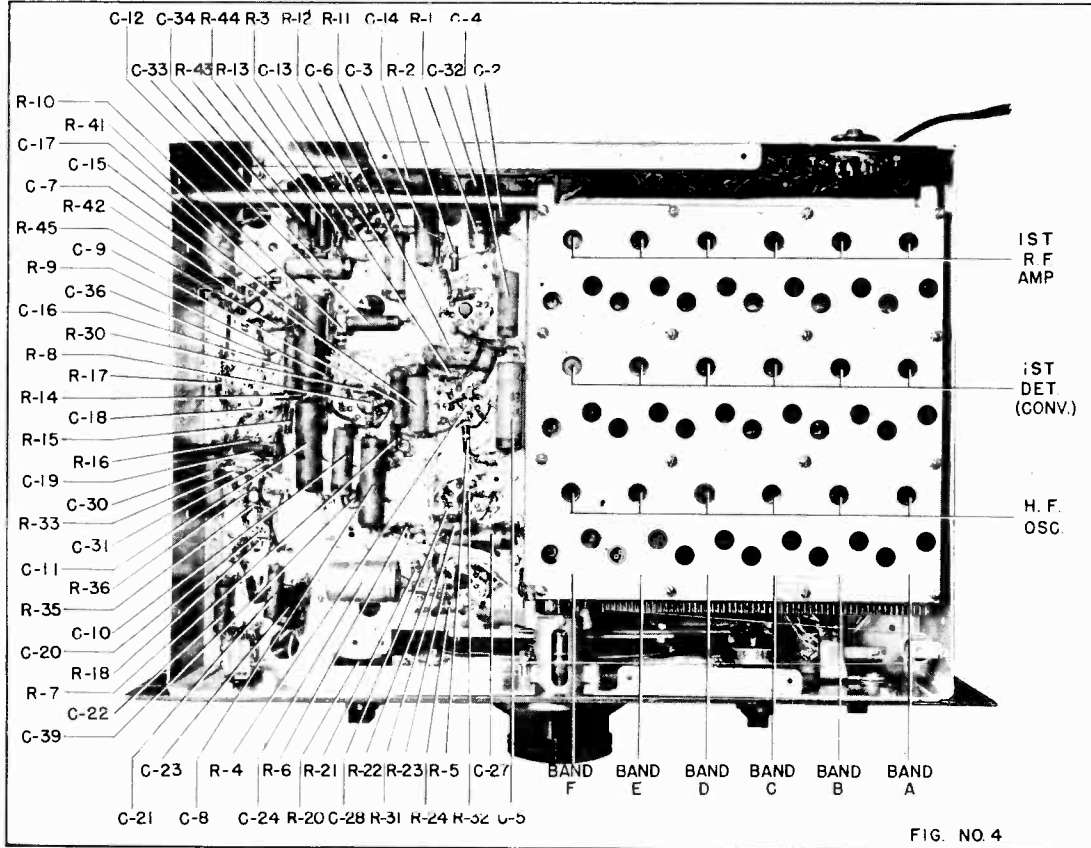 C-12 C-34 R-44 R-3 R-12 R-11 C-14 R-1 C-4
C-33 R-43 R-13 C-13 C-6 C-3 R-2 C-32 C-2
R-10
R-41
C-17
C-15
C-7
R-42
R-45
C-9
R-9
C-36
C-16
R-30
R-8
R-17
R-14
C-18
R-15
R-16
C-19
C-30
R-33
C-31
C-11
R-36
R-35
C-10
C-20
R-18
R-7
C-22
C-39
1ST
R.F.
AMP
1ST
DET.
(CONV.)
H. F.
OSC.
C-23 R-4 R-6 R-21 R-22 R-23 R-5 C-27
C-21 C-8 C-24 R-20 C-28 R-31 R-24 R-32 C-5
BAND BAND BAND BAND BAND BAND
F E D C B A
FIG. NO. 4